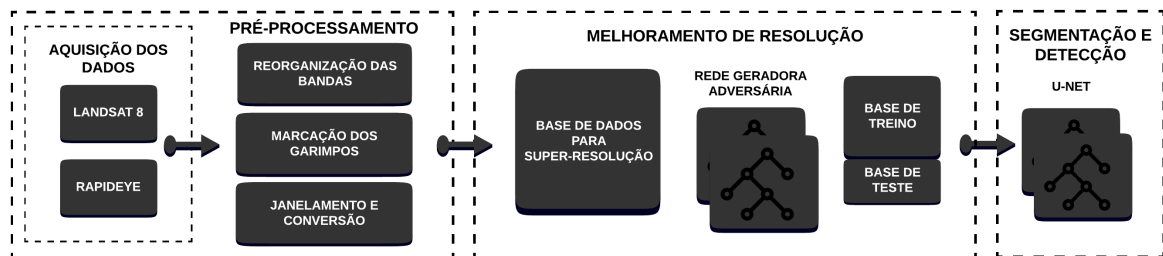 AQUISIÇÃO DOS
DADOS
LANDSAT 8
RAPIDEYE
PRÉ-PROCESSAMENTO
REORGANIZAÇÃO DAS
BANDAS
MARCAÇÃO DOS
GARIMPOS
JANELAMENTO E
CONVERSÃO
MELHORAMENTO DE RESOLUÇÃO
BASE DE DADOS
PARA
SUPER-RESOLUÇÃO
REDE GERADORA
ADVERSÁRIA
BASE DE
TREINO
BASE DE
TESTE
SEGMENTAÇÃO E
DETECÇÃO
U-NET